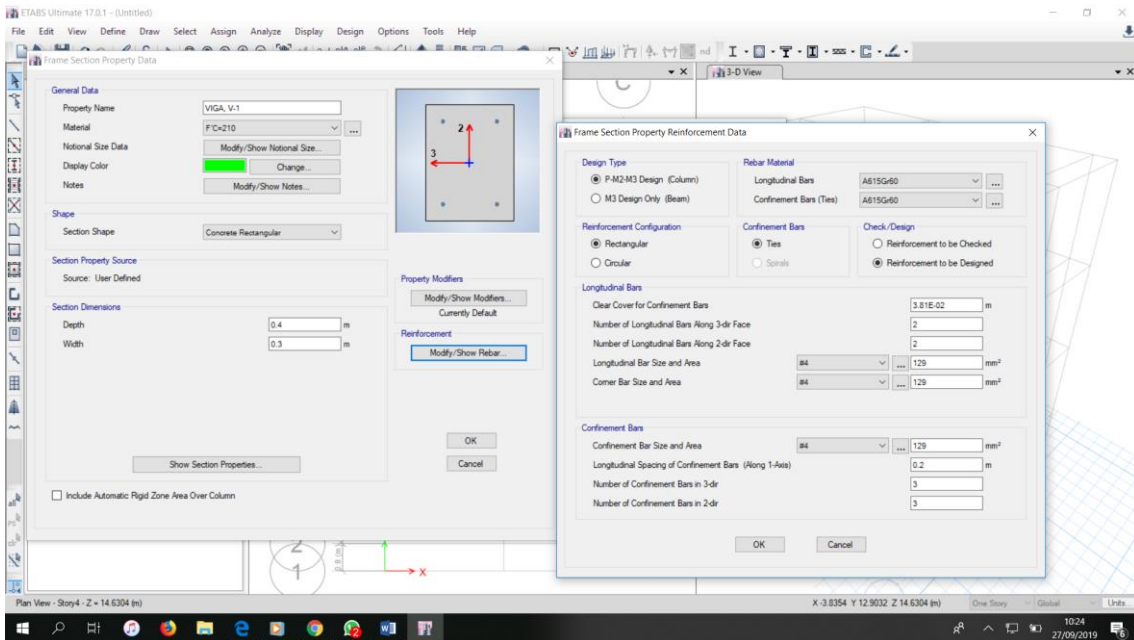 ETABS Ultimate 17.0.1 - (Untitled)
File Edit View Define Draw Select Assign Analyze Display Design Options Tools Help
Frame Section Property Data
General Data
Property Name VIGA, V-1
Material F'C=210 ...
Notional Size Data Modify/Show Notional Size...
Display Color Change...
Notes Modify/Show Notes...
2
3
Shape
Section Shape Concrete Rectangular
Section Property Source
Source: User Defined
Section Dimensions
Depth 0.4 m
Width 0.3 m
Property Modifiers
Modify/Show Modifiers...
Currently Default
Reinforcement
Modify/Show Rebar...
OK
Cancel
Show Section Properties...
Include Automatic Rigid Zone Area Over Column
3-D View
Frame Section Property Reinforcement Data
Design Type
P-M2-M3 Design (Column)
M3 Design Only (Beam)
Rebar Material
Longitudinal Bars A615Gr60 ...
Confinement Bars (Ties) A615Gr60 ...
Reinforcement Configuration
Rectangular
Circular
Confinement Bars
Ties
Spirals
Check/Design
Reinforcement to be Checked
Reinforcement to be Designed
Longitudinal Bars
Clear Cover for Confinement Bars 3.81E-02 m
Number of Longitudinal Bars Along 3-dir Face 2
Number of Longitudinal Bars Along 2-dir Face 2
Longitudinal Bar Size and Area #4 ... 129 mm²
Corner Bar Size and Area #4 ... 129 mm²
Confinement Bars
Confinement Bar Size and Area #4 ... 129 mm²
Longitudinal Spacing of Confinement Bars (Along 1-Axis) 0.2 m
Number of Confinement Bars in 3-dir 3
Number of Confinement Bars in 2-dir 3
OK Cancel
1
X
Plan View - Story4 - Z = 14.6304 (m)
X -3.8354 Y 12.9032 Z 14.6304 (m) One Story Global Units...
10:24
27/09/2019